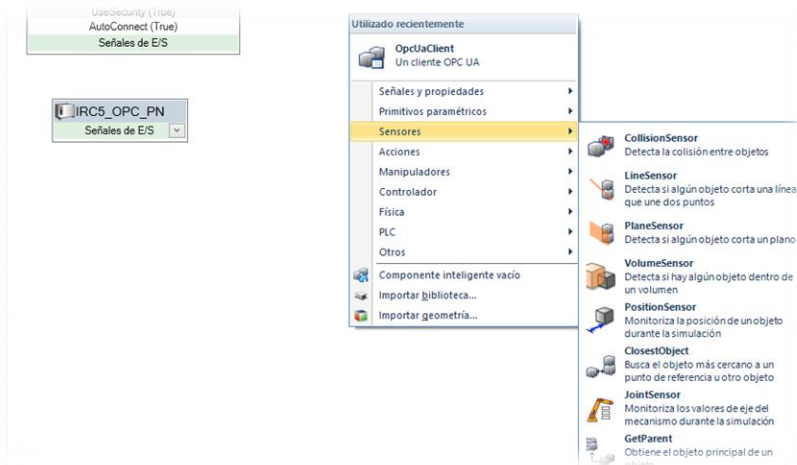 UseSecurity (True)
AutoConnect (True)
Señales de E/S
IRC5_OPC_PN
Señales de E/S
Utilizado recientemente
OpcUaClient
Un cliente OPC UA
Señales y propiedades
Primitivos paramétricos
Sensores
Acciones
Manipuladores
Controlador
Física
PLC
Otros
Componente inteligente vacío
Importar biblioteca...
Importar geometría...
CollisionSensor
Detecta la colisión entre objetos
LineSensor
Detecta si algún objeto corta una línea
que une dos puntos
PlaneSensor
Detecta si algún objeto corta un plano
VolumeSensor
Detecta si hay algún objeto dentro de
un volumen
PositionSensor
Monitoriza la posición de un objeto
durante la simulación
ClosestObject
Busca el objeto más cercano a un
punto de referencia u otro objeto
JointSensor
Monitoriza los valores de eje del
mecanismo durante la simulación
GetParent
Obtiene el objeto principal de un
objeto